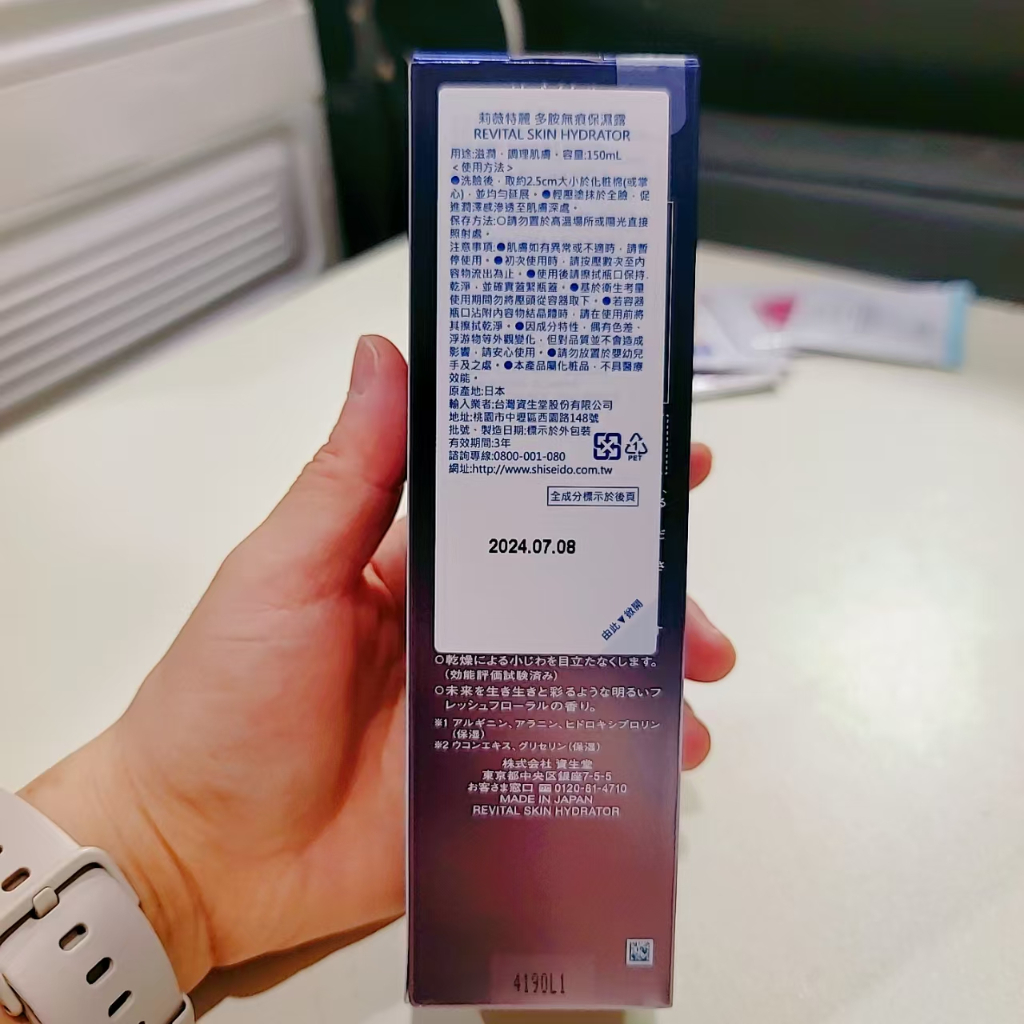 莉薇特麗 多胺無痕保濕露
REVITAL SKIN HYDRATOR
用途:滋潤、調理肌膚。容量:150mL
<使用方法>
●洗臉後，取約2.5cm大小於化粧棉(或掌
心)，並均勻延展。●輕壓塗抹於全臉，促
進潤澤感滲透至肌膚深處。
保存方法:○請勿置於高溫場所或陽光直接
照射處。
注意事項:●肌膚如有異常或不適時，請暫
停使用。●初次使用時，請按壓數次至內
容物流出為止。●使用後請擦拭瓶口保持
乾淨，並確實蓋緊瓶蓋。●基於衛生考量
使用期間勿將壓頭從容器取下。●若容器
瓶口沾附內容物結晶體時，請在使用前將
其擦拭乾淨。●因成分特性，偶有色差、
浮游物等外觀變化，但對品質並不會造成
影響，請安心使用。●請勿放置於嬰幼兒
手及之處。●本產品屬化粧品，不具醫療
效能。
原產地:日本
輸入業者:台灣資生堂股份有限公司
地址:桃園市中壢區西園路148號
批號、製造日期:標示於外包裝
有效期間:3年
諮詢專線:0800-001-080
網址:http://www.shiseido.com.tw
1
PET
全成分標示於後頁
2024.07.08
由此▼掀開
○乾燥による小じわを目立たなくします。
（効能評価試験済み）
○未来を生き生きと彩るような明るいフ
レッシュフローラルの香り。
※1 アルギニン、アラニン、ヒドロキシプロリン
（保湿）
※2 ウコンエキス、グリセリン（保湿）
株式会社 資生堂
東京都中央区銀座7-5-5
お客さま窓口 0120-81-4710
MADE IN JAPAN
REVITAL SKIN HYDRATOR
4190L1